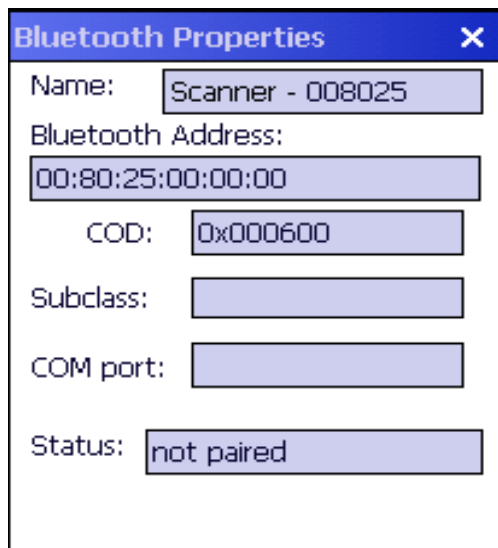 Bluetooth Properties
Name: Scanner - 008025
Bluetooth Address:
00:80:25:00:00:00
COD: 0x000600
Subclass:
COM port:
Status: not paired